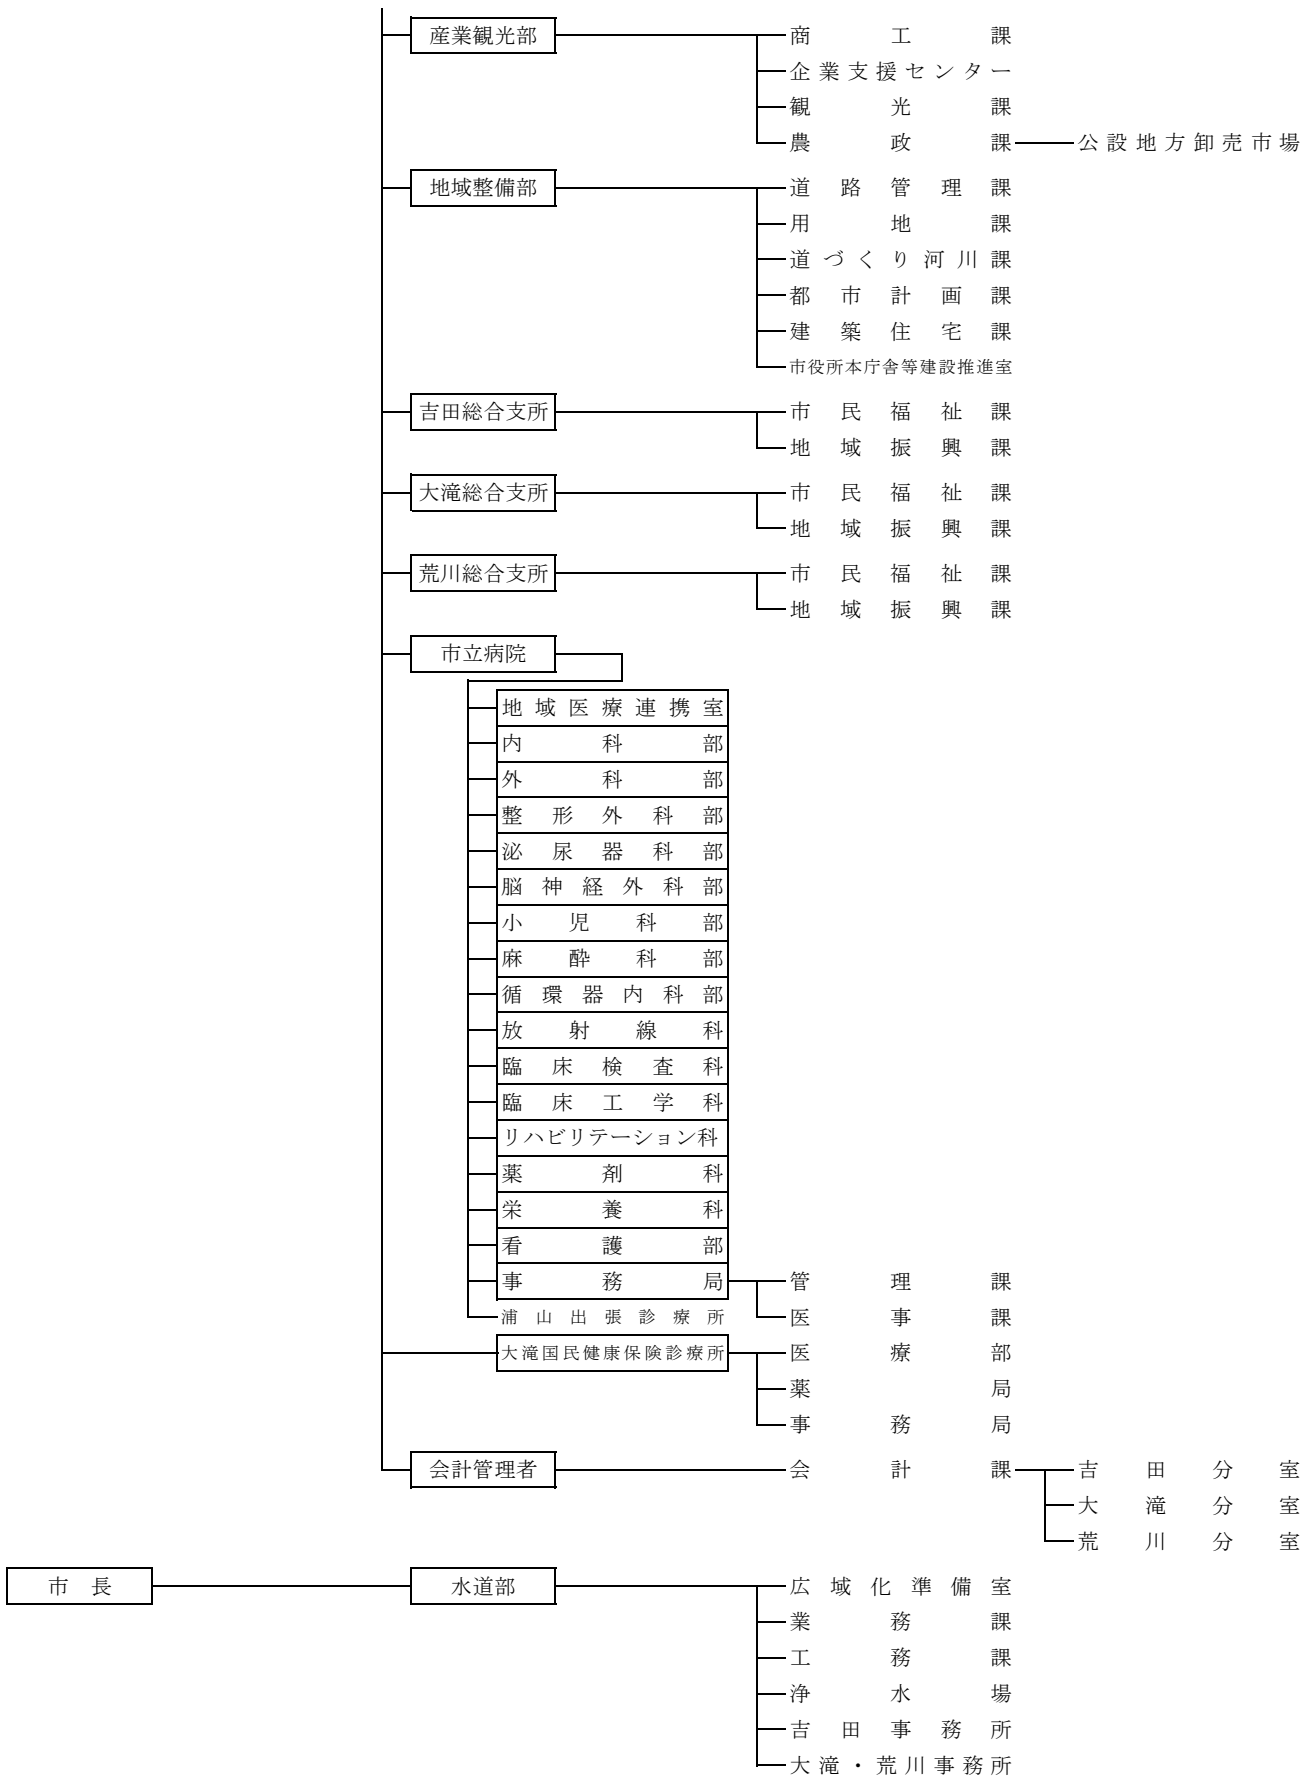 産業観光部 商工課
企業支援センター
観光課
農政課 公設地方卸売市場
地域整備部 道路管理課
用地課
道づくり河川課
都市計画課
建築住宅課
市役所本庁舎等建設推進室
吉田総合支所 市民福祉課
地域振興課
大滝総合支所 市民福祉課
地域振興課
荒川総合支所 市民福祉課
地域振興課
市立病院
地域医療連携室
内科部
外科部
整形外科部
泌尿器科部
脳神経外科部
小児科部
麻酔科部
循環器内科部
放射線科
臨床検査科
臨床工学科
リハビリテーション科
薬剤科
栄養科
看護部
事務局 管理課
浦山出張診療所 医事課
大滝国民健康保険診療所 医療部
薬局
事務局
会計管理者 会計課 吉田分室
大滝分室
荒川分室
市長 水道部 広域化準備室
業務課
工務課
浄水場
吉田事務所
大滝・荒川事務所